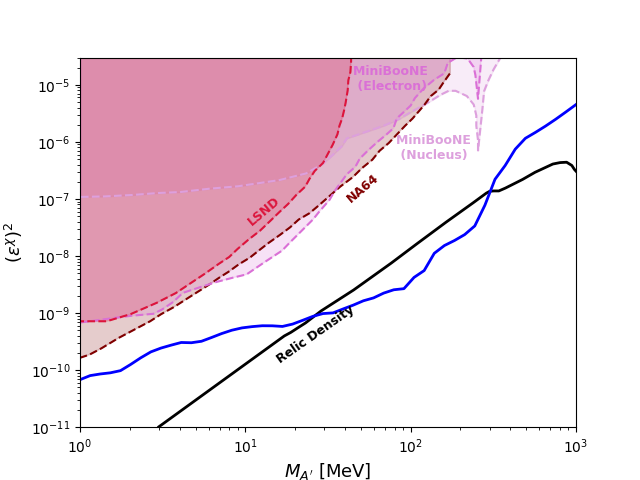 MiniBooNE
(Electron)
MiniBooNE
(Nucleus)
LSND
NA64
Relic Density
10⁻⁵
10⁻⁶
10⁻⁷
10⁻⁸
10⁻⁹
10⁻¹⁰
10⁻¹¹
(εᵡ)²
10⁰
10¹
10²
10³
M_A′ [MeV]